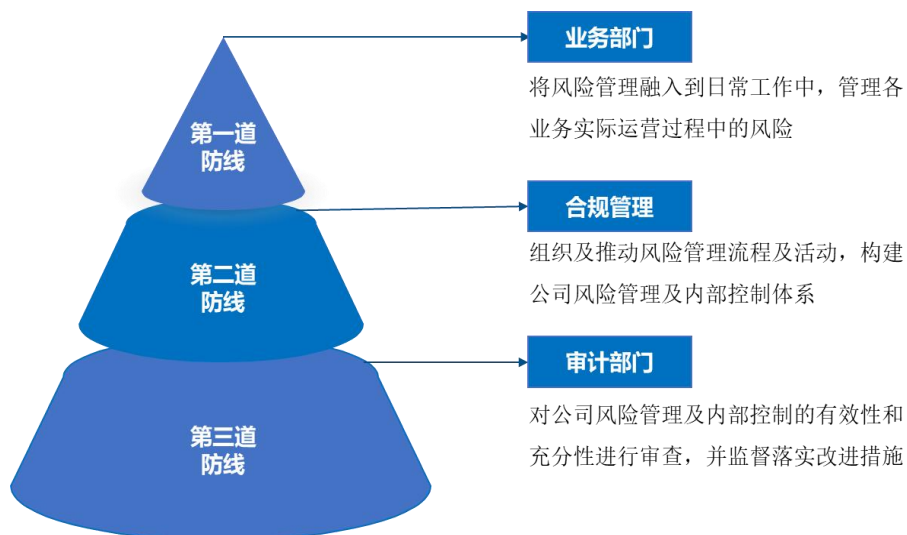 业务部门
将风险管理融入到日常工作中，管理各
业务实际运营过程中的风险
第一道
防线
合规管理
组织及推动风险管理流程及活动，构建
公司风险管理及内部控制体系
第二道
防线
审计部门
对公司风险管理及内部控制的有效性和
充分性进行审查，并监督落实改进措施
第三道
防线